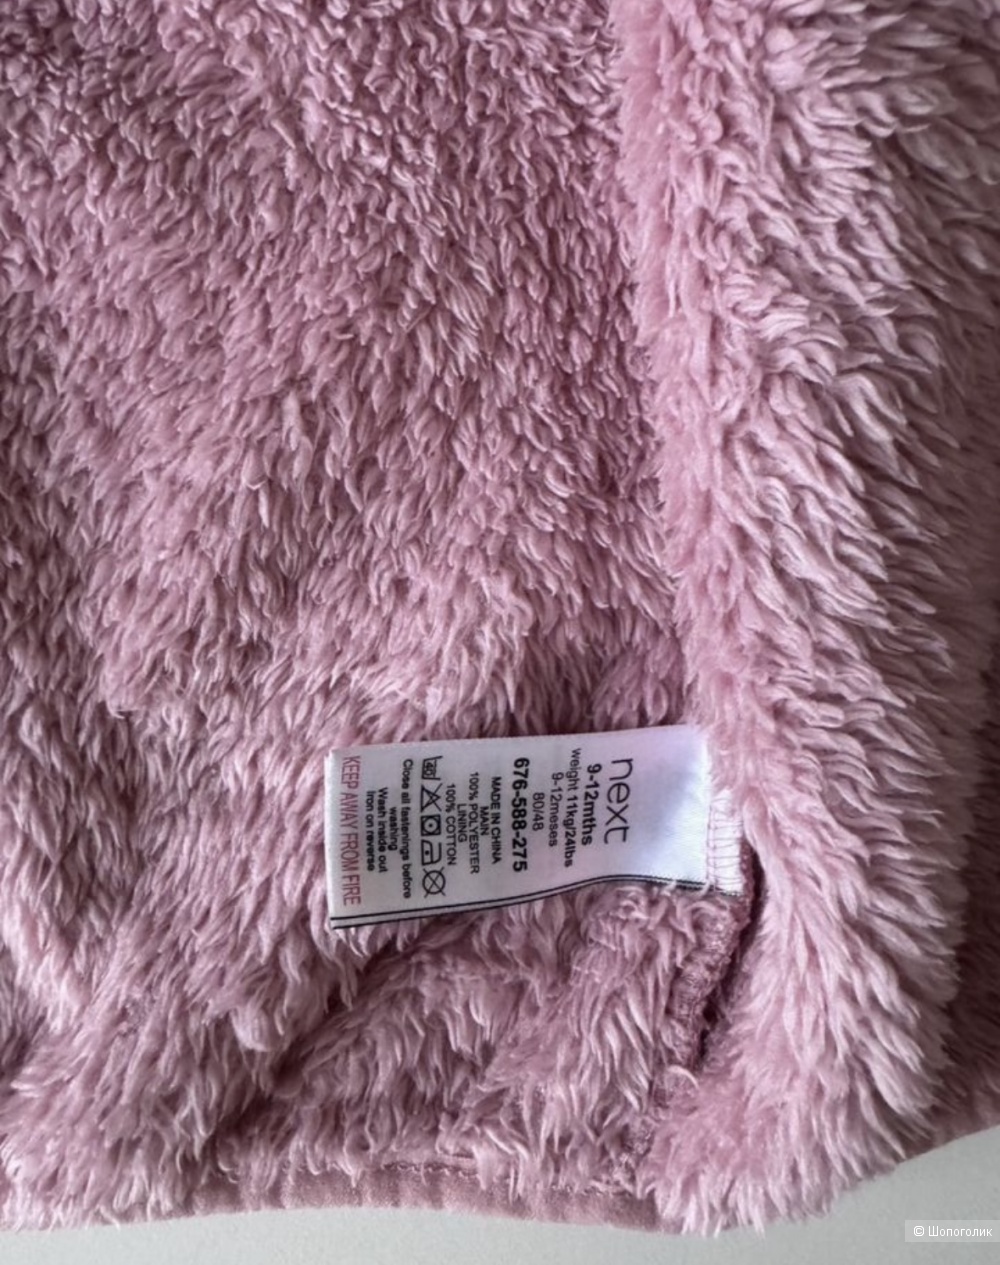 next
9-12mths
weight 11kg/24lbs
9-12meses
80/48
676-588-275
MADE IN CHINA
MAIN
100% POLYESTER
LINING
100% COTTON
40
Close all fastenings before
washing
Wash inside out
Iron on reverse
KEEP AWAY FROM FIRE
© Шопоголик